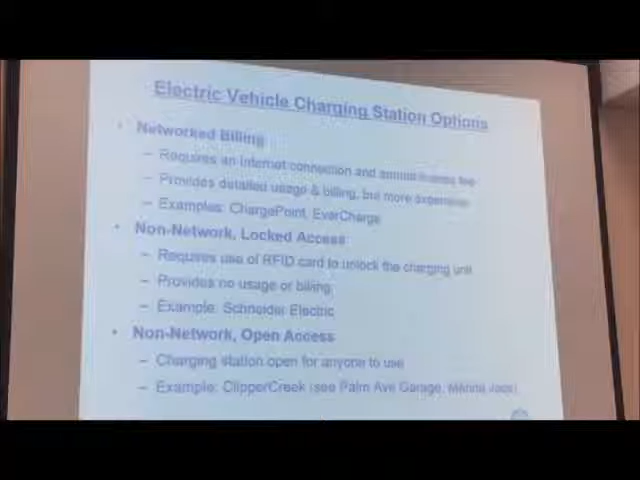 Electric Vehicle Charging Station Options
• Networked Billing
– Requires an internet connection and annual license fee
– Provides detailed usage & billing, but more expensive
– Examples: ChargePoint, EverCharge
• Non-Network, Locked Access
– Requires use of RFID card to unlock the charging unit
– Provides no usage or billing
– Example: Schneider Electric
• Non-Network, Open Access
– Charging station open for anyone to use
– Example: ClipperCreek (see Palm Ave Garage, Marina